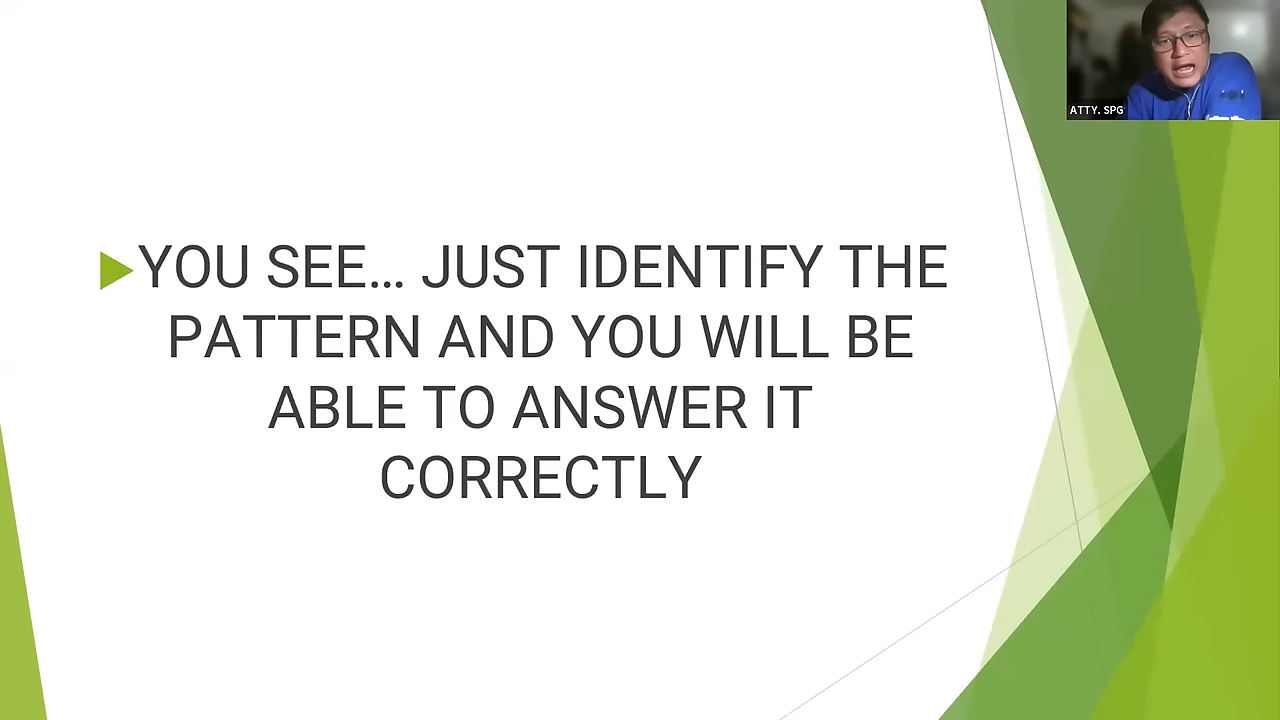 YOU SEE… JUST IDENTIFY THE
PATTERN AND YOU WILL BE
ABLE TO ANSWER IT
CORRECTLY
ATTY. SPG